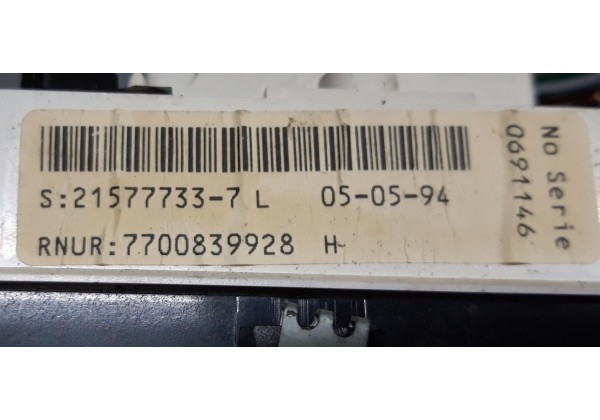 S:21577733-7 L 05-05-94
RNUR:7700839928 H
No Serie
0691146